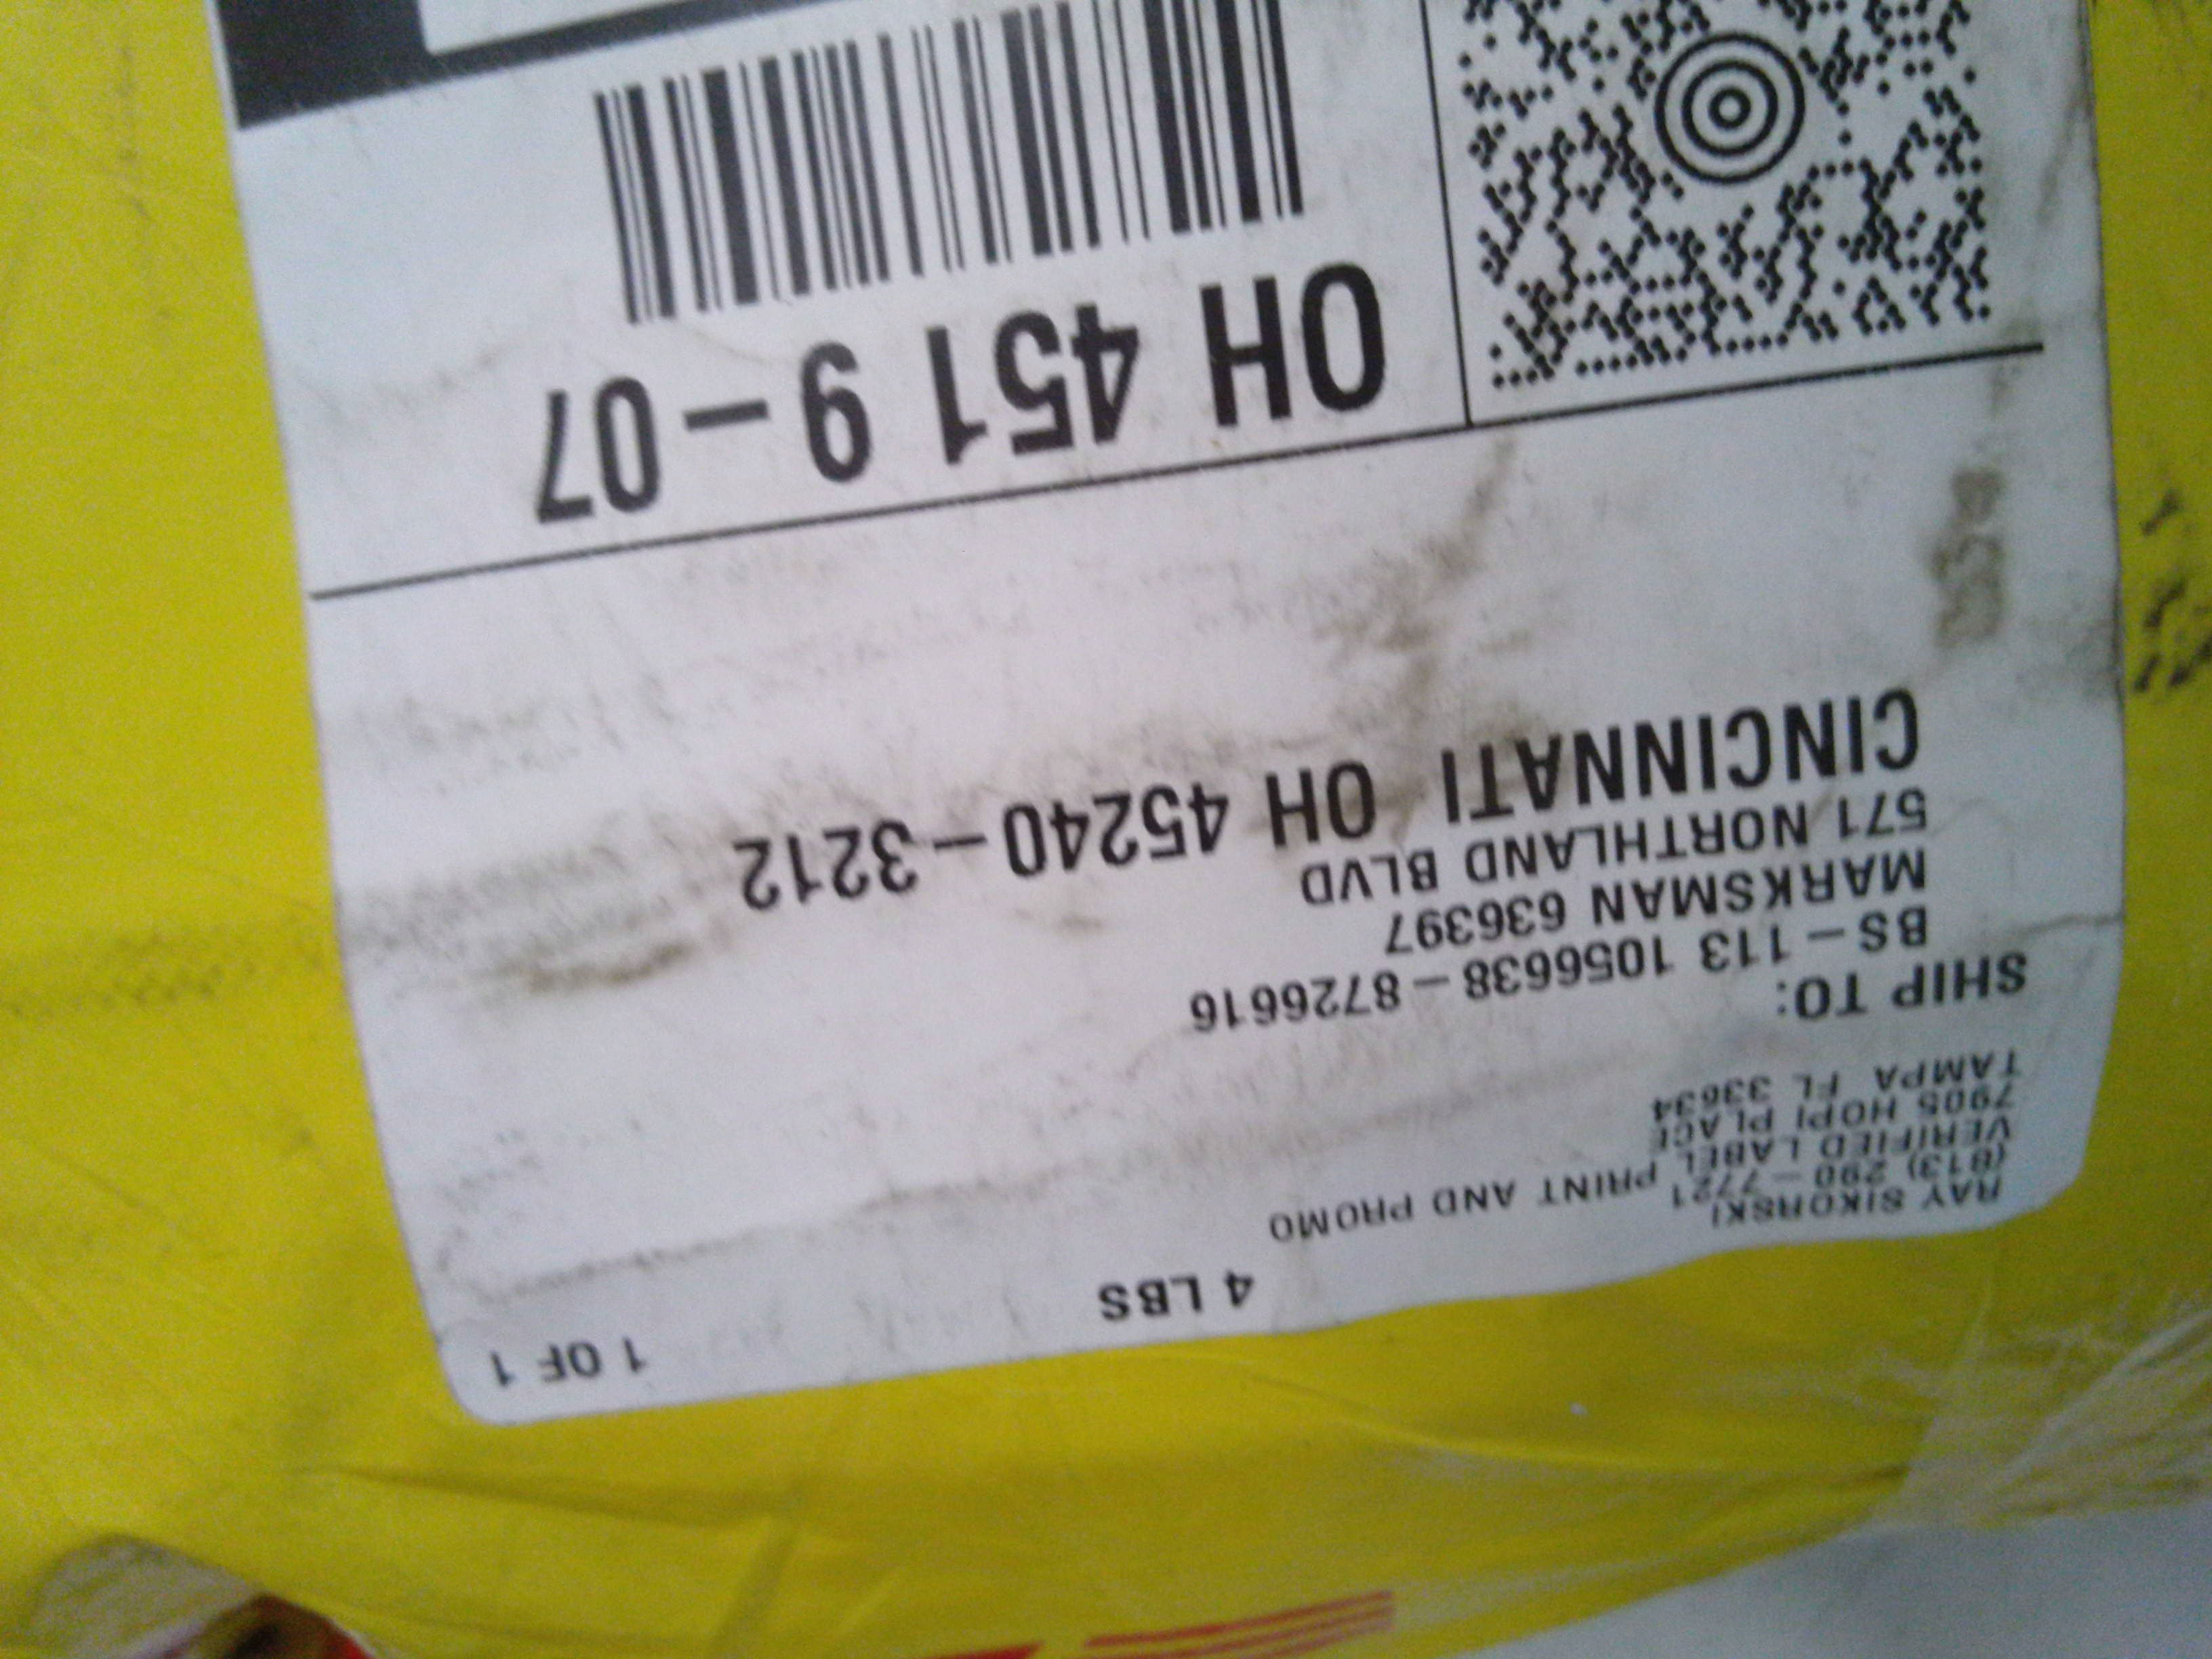 RAY SIKORSKI
(813) 290-7721
VERIFIED LABEL, PRINT AND PROMO
7905 HOPI PLACE
TAMPA FL 33634
4 LBS
1 OF 1
SHIP TO:
BS-113 1056638-8726616
MARKSMAN 636397
571 NORTHLAND BLVD
CINCINNATI OH 45240-3212
OH 451 9-07